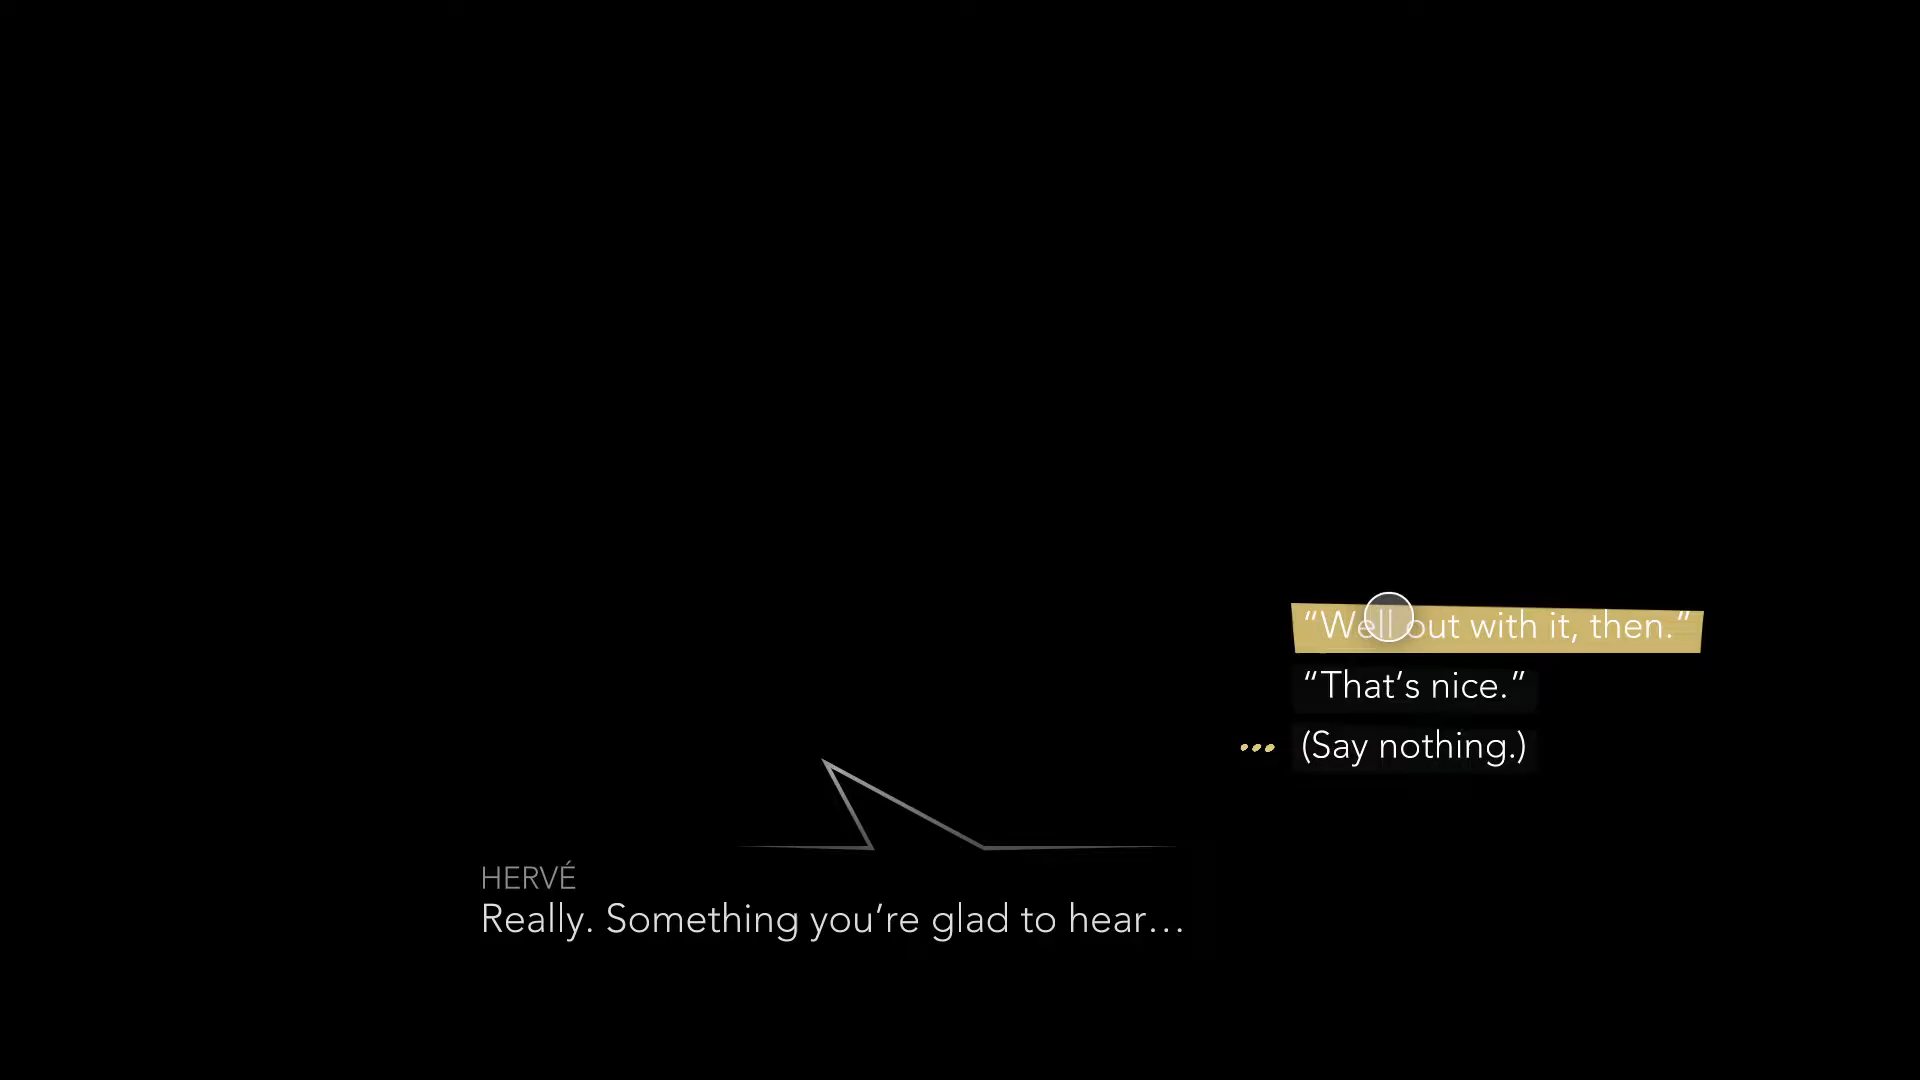 “Well out with it, then.”
“That’s nice.”
(Say nothing.)
HERVÉ
Really. Something you’re glad to hear…